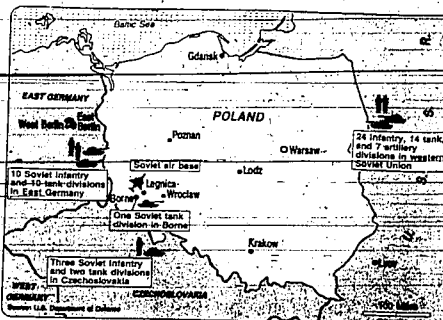 Baltic Sea
Gdansk
EAST GERMANY
POLAND
West Berlin
East
Berlin
Poznan
Warsaw
24 infantry, 14 tank,
and 7 artillery
divisions in western
Soviet Union
Soviet air base
Lodz
10 Soviet infantry
and 10 tank divisions
in East Germany
Legnica
Borne
Wroclaw
One Soviet tank
division in Borne
Three Soviet infantry
and two tank divisions
in Czechoslovakia
Krakow
WEST
GERMANY
CZECHOSLOVAKIA
Source: U.S. Department of Defense
100 Miles
S.
S.
R.